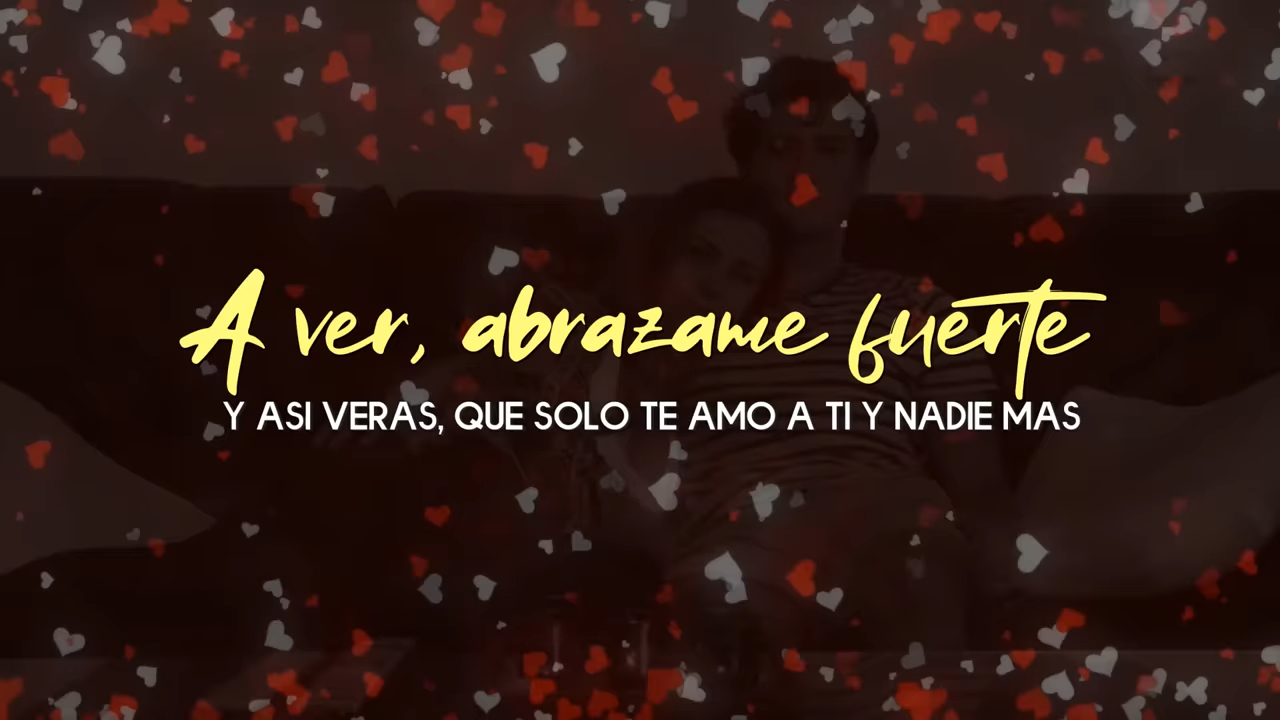 A ver, abrazame fuerte
Y ASI VERAS, QUE SOLO TE AMO A TI Y NADIE MAS